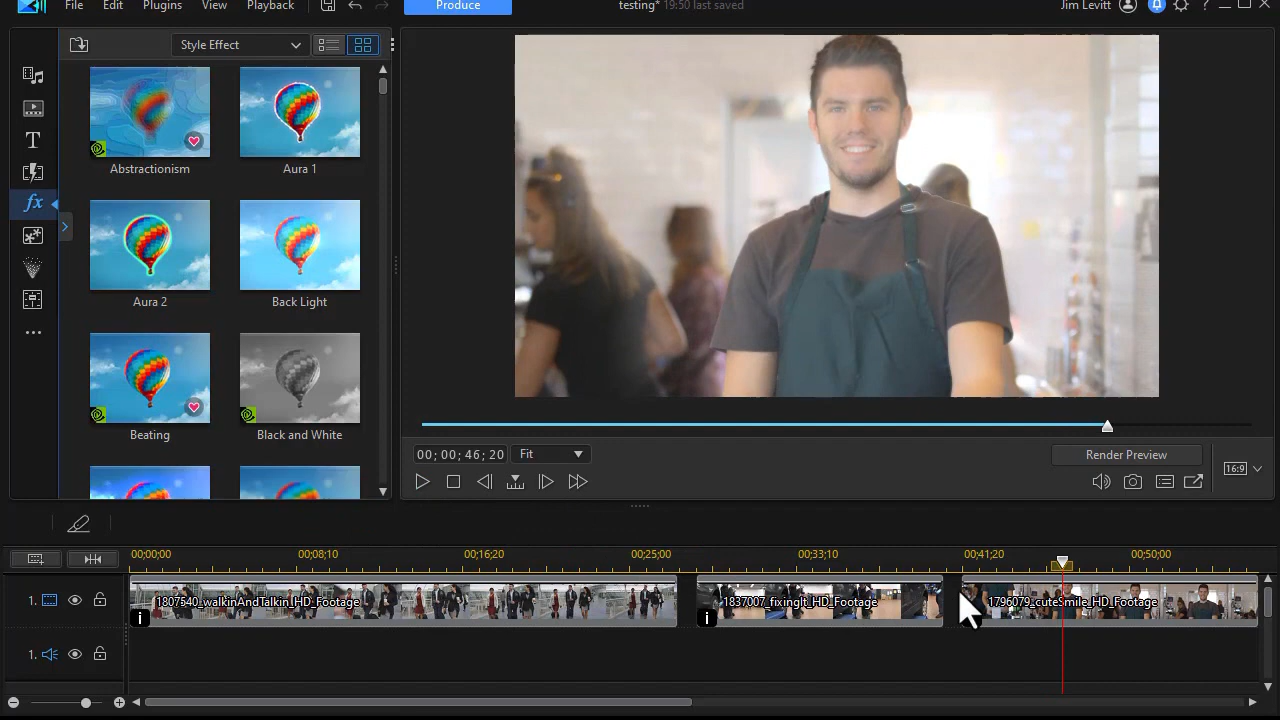 File Edit Plugins View Playback Produce testing* 19:50 last saved Jim Levitt ?
Style Effect
T
Abstractionism Aura 1
fx
Aura 2 Back Light
Beating Black and White
00; 00; 46; 20 Fit Render Preview 16:9
00;00;00 00;08;10 00;16;20 00;25;00 00;33;10 00;41;20 00;50;00
1. 1807540_walkinAndTalkin_HD_Footage 1837007_fixingIt_HD_Footage 1796079_cuteSmile_HD_Footage
i i
1.